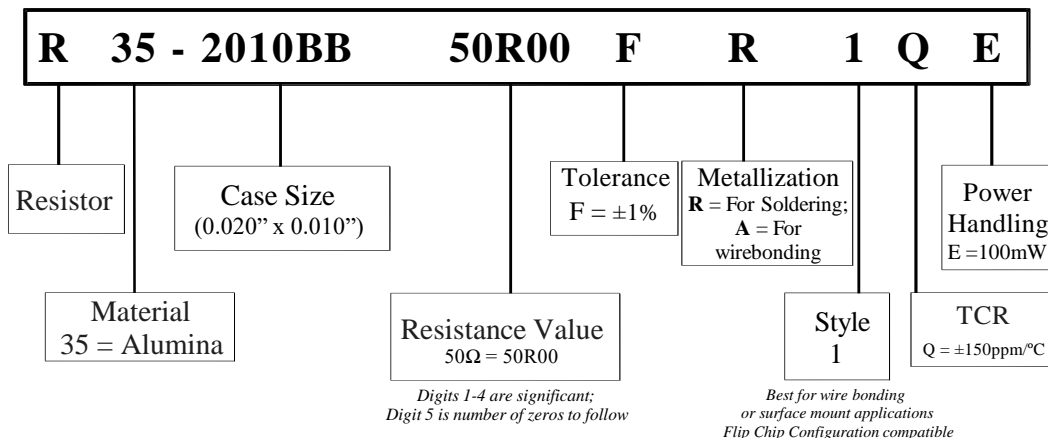 R 35 - 2010BB 50R00 F R 1 Q E
Resistor
Material
35 = Alumina
Case Size
(0.020” x 0.010”)
Resistance Value
50Ω = 50R00
Digits 1-4 are significant;
Digit 5 is number of zeros to follow
Tolerance
F = ±1%
Metallization
R = For Soldering;
A = For
wirebonding
Style
1
Best for wire bonding
or surface mount applications
Flip Chip Configuration compatible
TCR
Q = ±150ppm/ºC
Power
Handling
E =100mW